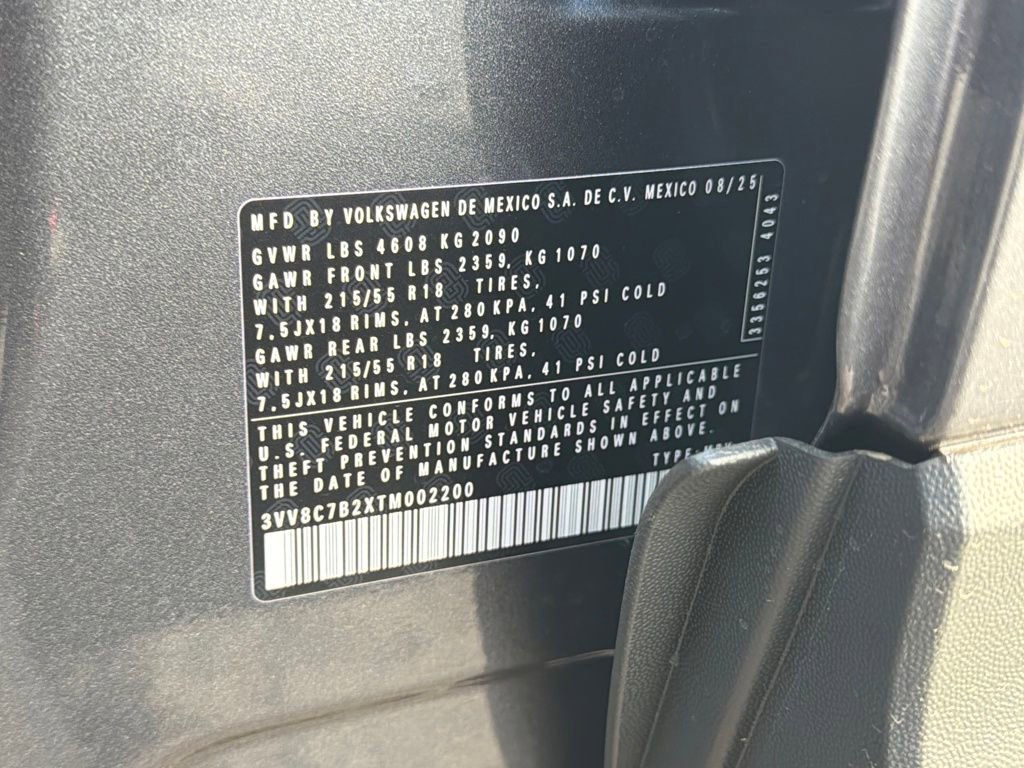 MFD BY VOLKSWAGEN DE MEXICO S.A. DE C.V. MEXICO 08/25
GVWR LBS 4608 KG 2090
GAWR FRONT LBS 2359, KG 1070
WITH 215/55 R18 TIRES,
7.5JX18 RIMS, AT 280 KPA, 41 PSI COLD
GAWR REAR LBS 2359, KG 1070
WITH 215/55 R18 TIRES,
7.5JX18 RIMS, AT 280 KPA, 41 PSI COLD
THIS VEHICLE CONFORMS TO ALL APPLICABLE
U.S. FEDERAL MOTOR VEHICLE SAFETY AND
THEFT PREVENTION STANDARDS IN EFFECT ON
THE DATE OF MANUFACTURE SHOWN ABOVE.
TYPE:
3VV8C7B2XTM002200
3356253 4043